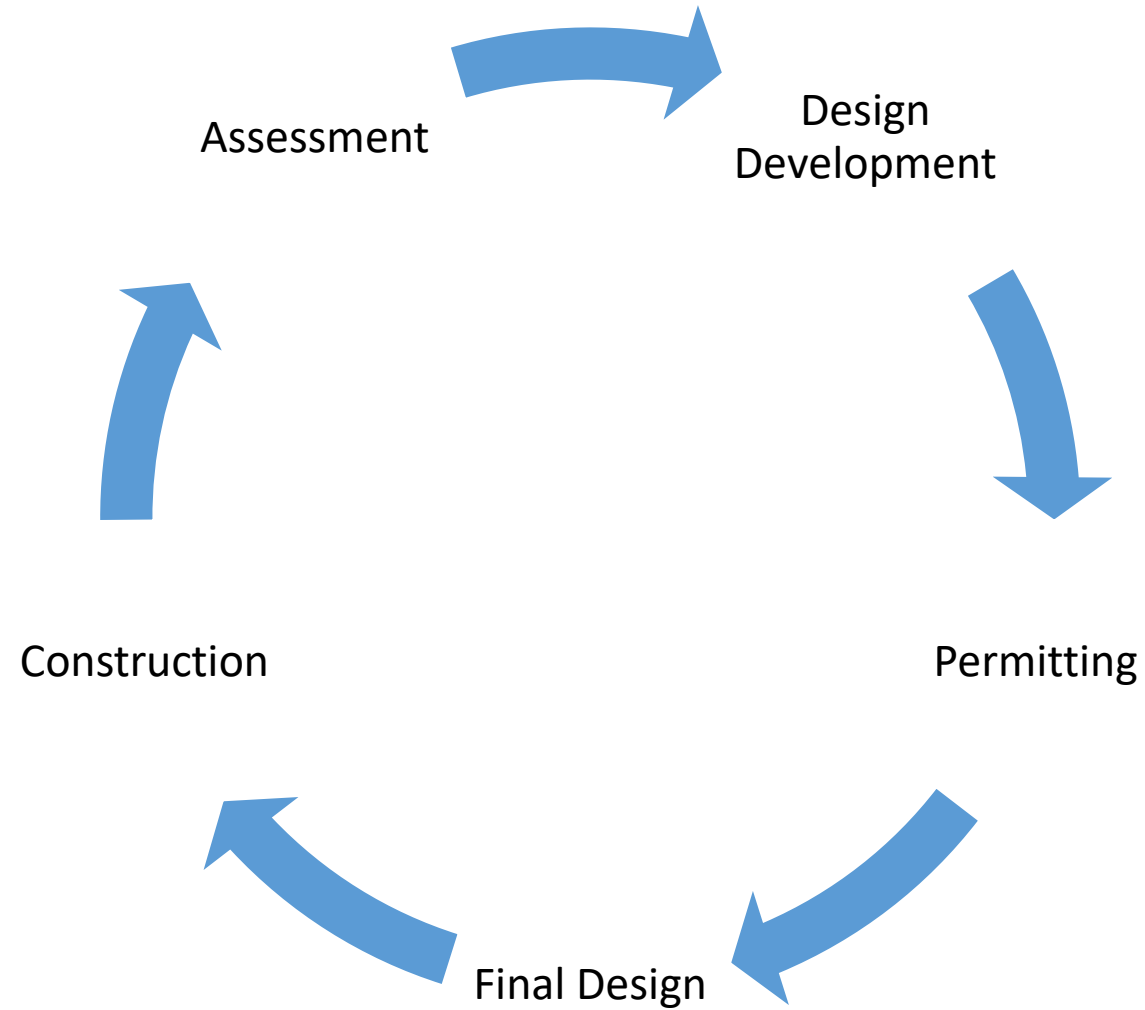 Assessment
Design
Development
Permitting
Final Design
Construction